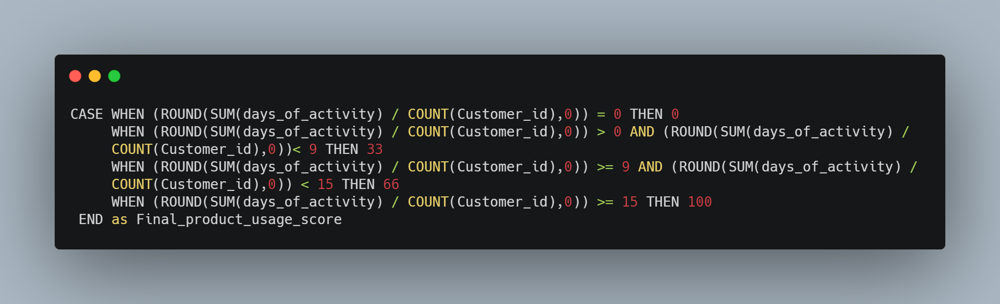 CASE WHEN (ROUND(SUM(days_of_activity) / COUNT(Customer_id),0)) = 0 THEN 0
     WHEN (ROUND(SUM(days_of_activity) / COUNT(Customer_id),0)) > 0 AND (ROUND(SUM(days_of_activity) /
     COUNT(Customer_id),0))< 9 THEN 33
     WHEN (ROUND(SUM(days_of_activity) / COUNT(Customer_id),0)) >= 9 AND (ROUND(SUM(days_of_activity) /
     COUNT(Customer_id),0)) < 15 THEN 66
     WHEN (ROUND(SUM(days_of_activity) / COUNT(Customer_id),0)) >= 15 THEN 100
 END as Final_product_usage_score